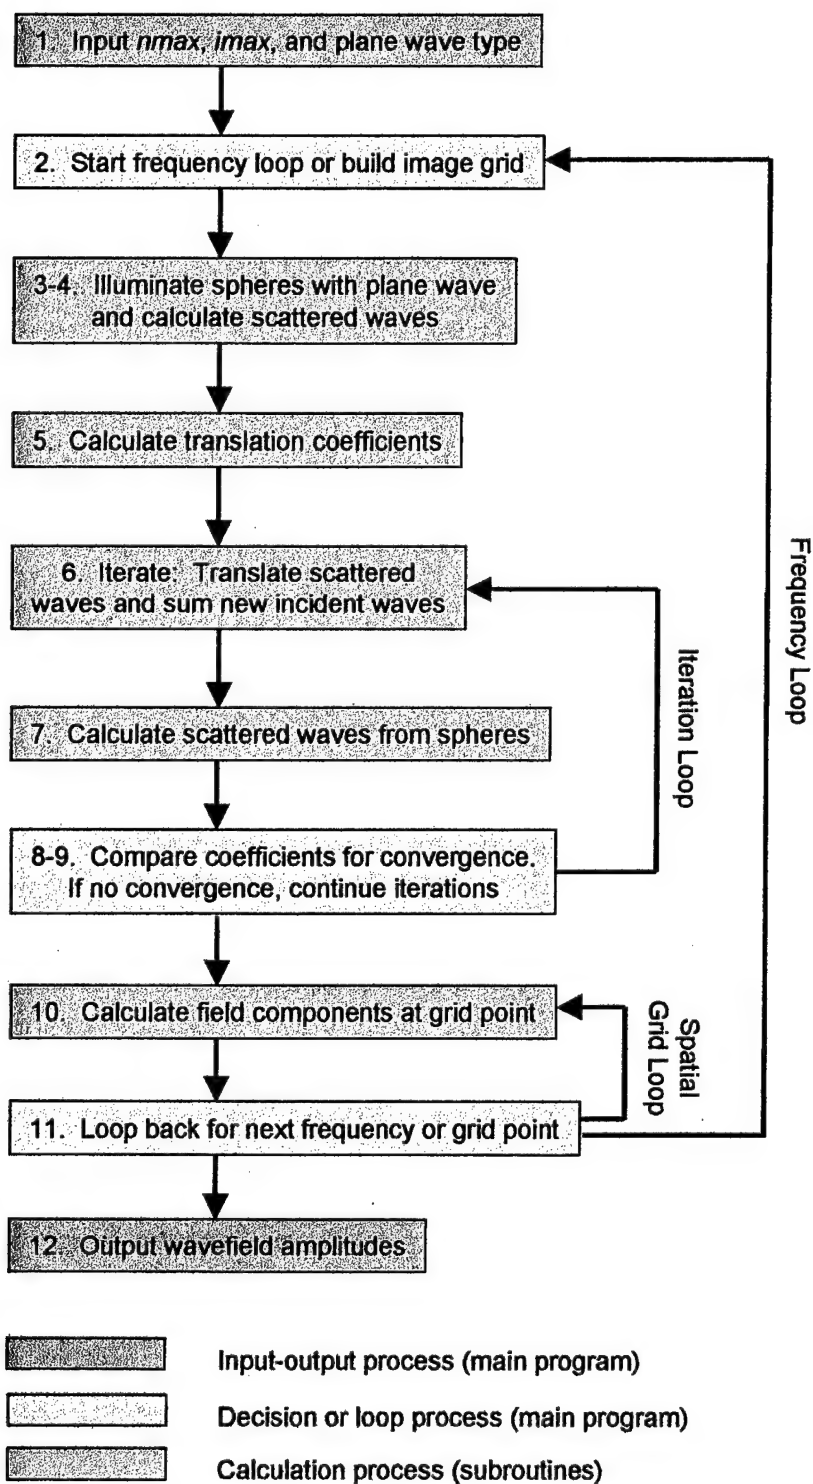 1. Input nmax, imax, and plane wave type
2. Start frequency loop or build image grid
3-4. Illuminate spheres with plane wave
and calculate scattered waves
5. Calculate translation coefficients
6. Iterate: Translate scattered
waves and sum new incident waves
7. Calculate scattered waves from spheres
8-9. Compare coefficients for convergence.
If no convergence, continue iterations
Iteration Loop
Frequency Loop
10. Calculate field components at grid point
Spatial
Grid Loop
11. Loop back for next frequency or grid point
12. Output wavefield amplitudes
Input-output process (main program)
Decision or loop process (main program)
Calculation process (subroutines)